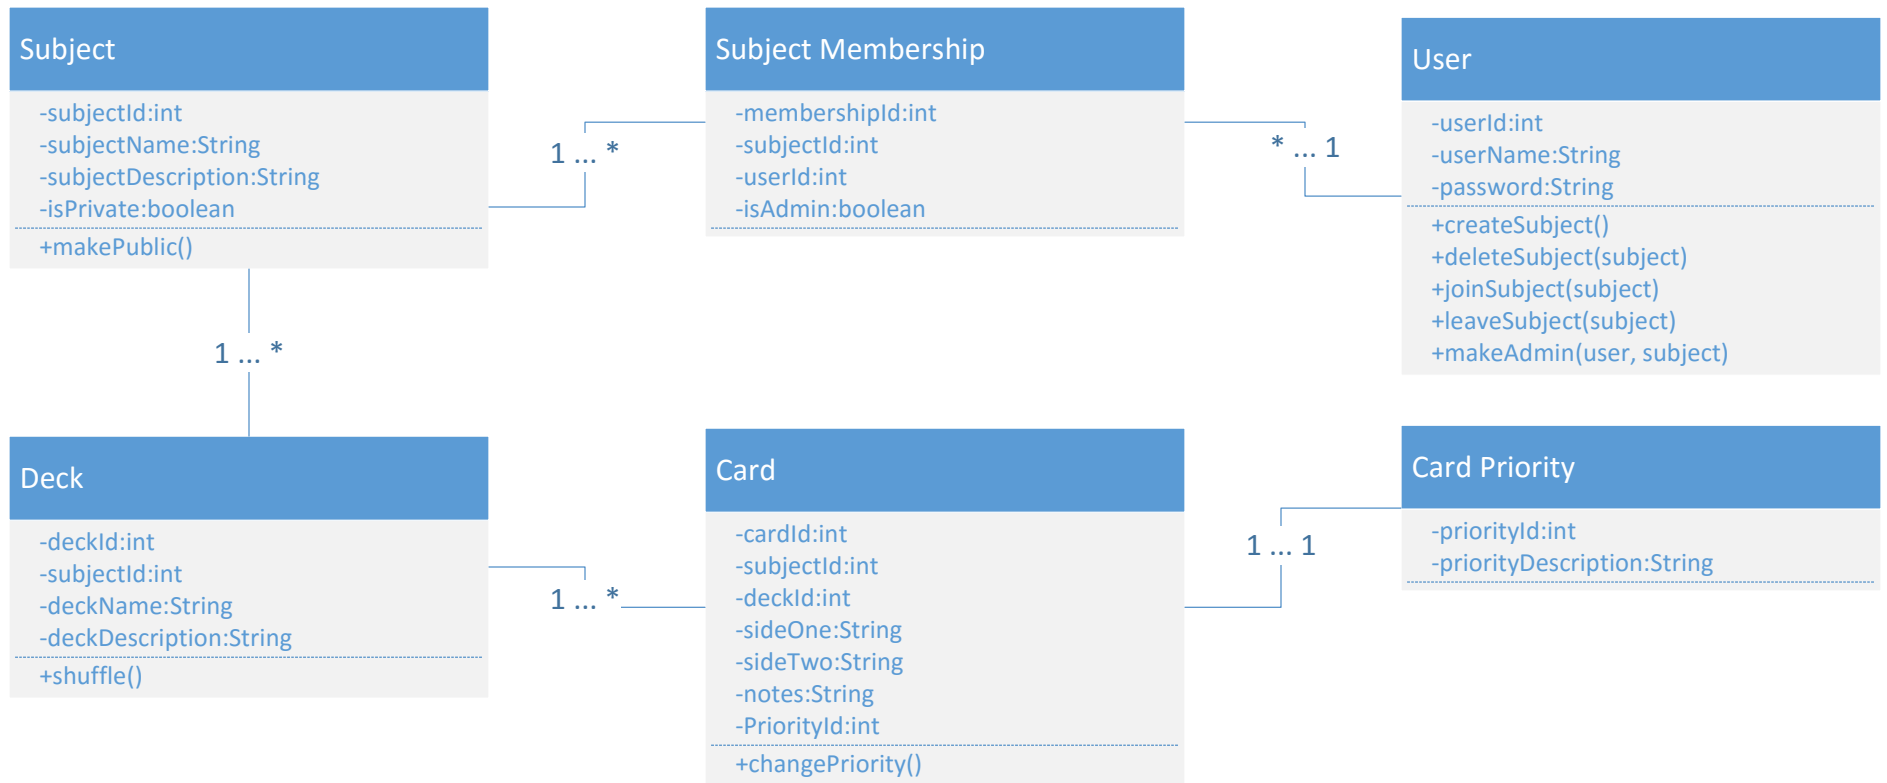 Subject
-subjectId:int
-subjectName:String
-subjectDescription:String
-isPrivate:boolean
+makePublic()
1 ... *
Subject Membership
-membershipId:int
-subjectId:int
-userId:int
-isAdmin:boolean
* ... 1
User
-userId:int
-userName:String
-password:String
+createSubject()
+deleteSubject(subject)
+joinSubject(subject)
+leaveSubject(subject)
+makeAdmin(user, subject)
1 ... *
Deck
-deckId:int
-subjectId:int
-deckName:String
-deckDescription:String
+shuffle()
1 ... *
Card
-cardId:int
-subjectId:int
-deckId:int
-sideOne:String
-sideTwo:String
-notes:String
-PriorityId:int
+changePriority()
1 ... 1
Card Priority
-priorityId:int
-priorityDescription:String